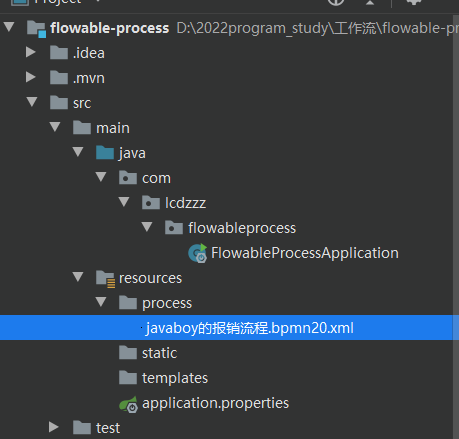 Project
flowable-process D:\2022program_study\工作流\flowable-pr
.idea
.mvn
src
main
java
com
lcdzzz
flowableprocess
FlowableProcessApplication
resources
process
javaboy的报销流程.bpmn20.xml
static
templates
application.properties
test